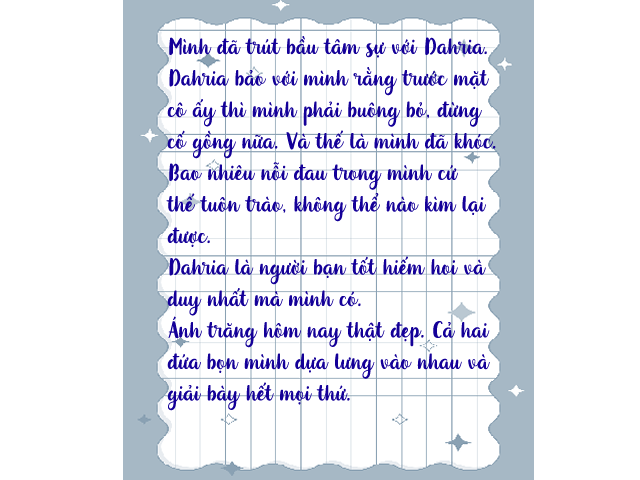 Mình đã trút bầu tâm sự với Dahria.
Dahria bảo với mình rằng trước mặt
cô ấy thì mình phải buông bỏ, đừng
cố gồng nữa. Và thế là mình đã khóc.
Bao nhiêu nỗi đau trong mình cứ
thế tuôn trào, không thể nào kìm lại
được.
Dahria là người bạn tốt hiếm hoi và
duy nhất mà mình có.
Ánh trăng hôm nay thật đẹp. Cả hai
đứa bọn mình dựa lưng vào nhau và
giải bày hết mọi thứ.